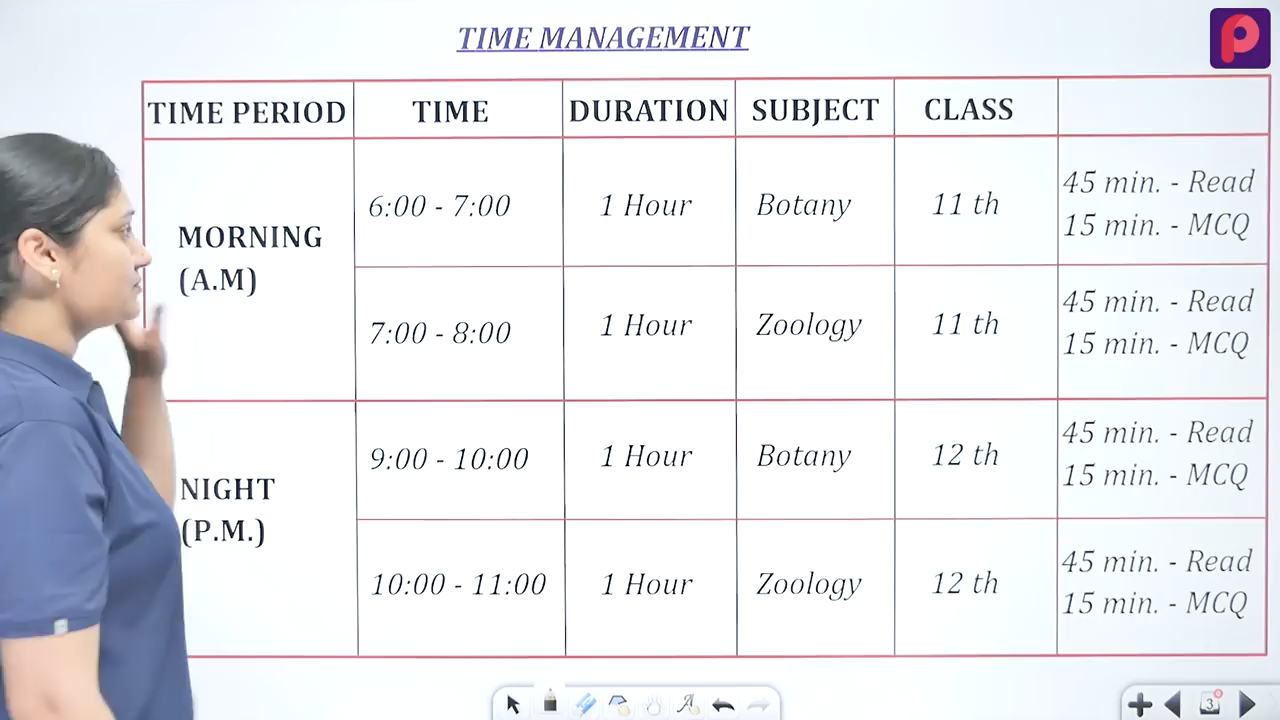 TIME MANAGEMENT
TIME PERIOD TIME DURATION SUBJECT CLASS
MORNING
(A.M)
6:00 - 7:00 1 Hour Botany 11 th 45 min. - Read
15 min. - MCQ
7:00 - 8:00 1 Hour Zoology 11 th 45 min. - Read
15 min. - MCQ
NIGHT
(P.M.)
9:00 - 10:00 1 Hour Botany 12 th 45 min. - Read
15 min. - MCQ
10:00 - 11:00 1 Hour Zoology 12 th 45 min. - Read
15 min. - MCQ
3